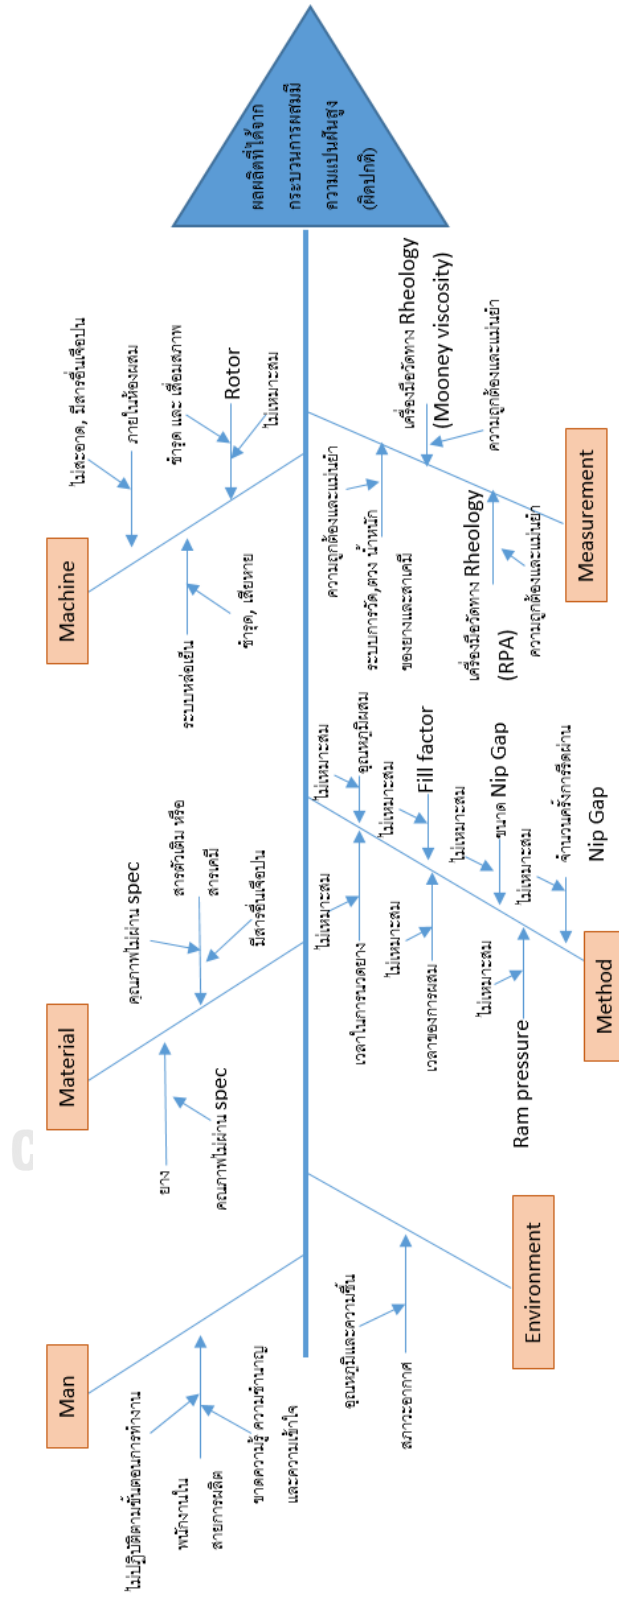 Man
ไม่ปฏิบัติตามขั้นตอนการทำงาน
พนักงานใน
สายการผลิต
ขาดความรู้ ความชำนาญ
และความเข้าใจ
Material
ยาง
คุณภาพไม่ผ่าน spec
คุณภาพไม่ผ่าน spec
สารตัวเติม หรือ
สารเคมี
มีสารอื่นเจือปน
Machine
ระบบหล่อเย็น
ชำรุด, เสียหาย
ไม่สะอาด, มีสารอื่นเจือปน
ภายในห้องผสม
ชำรุด และ เสื่อมสภาพ
Rotor
ไม่เหมาะสม
ผลผลิตที่ได้จาก
กระบวนการผสมมี
ความแปนผันสูง
(ผิดปกติ)
Environment
อุณหภูมิและความชื้น
สภาวะอากาศ
Method
ไม่เหมาะสม
เวลาในการนวดยาง
ไม่เหมาะสม
เวลาของการผสม
ไม่เหมาะสม
Ram pressure
ไม่เหมาะสม
อุณหภูมิผสม
ไม่เหมาะสม
Fill factor
ไม่เหมาะสม
ขนาด Nip Gap
ไม่เหมาะสม
จำนวนครั้งการรีดผ่าน
Nip Gap
Measurement
ความถูกต้องและแม่นยำ
ระบบการวัด,ตวง น้ำหนัก
ของยางและสาเคมี
เครื่องมือวัดทาง Rheology
(RPA)
ความถูกต้องและแม่นยำ
เครื่องมือวัดทาง Rheology
(Mooney viscosity)
ความถูกต้องและแม่นยำ